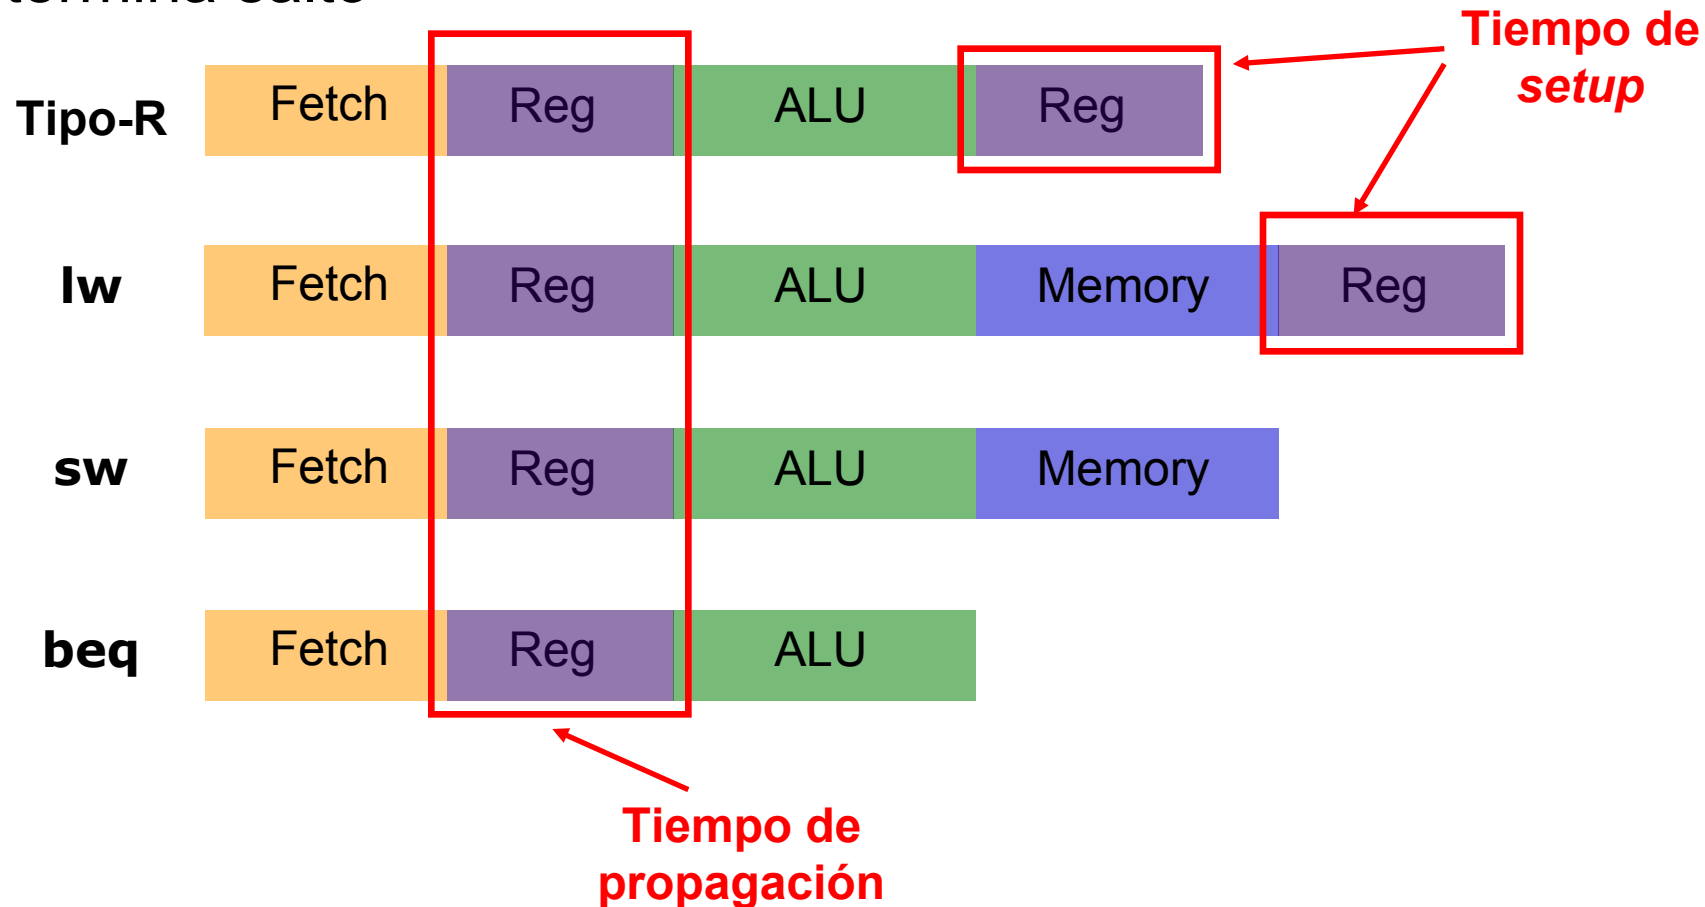 Tiempo de
setup
Tipo-R Fetch Reg ALU Reg
lw Fetch Reg ALU Memory Reg
sw Fetch Reg ALU Memory
beq Fetch Reg ALU
Tiempo de
propagación